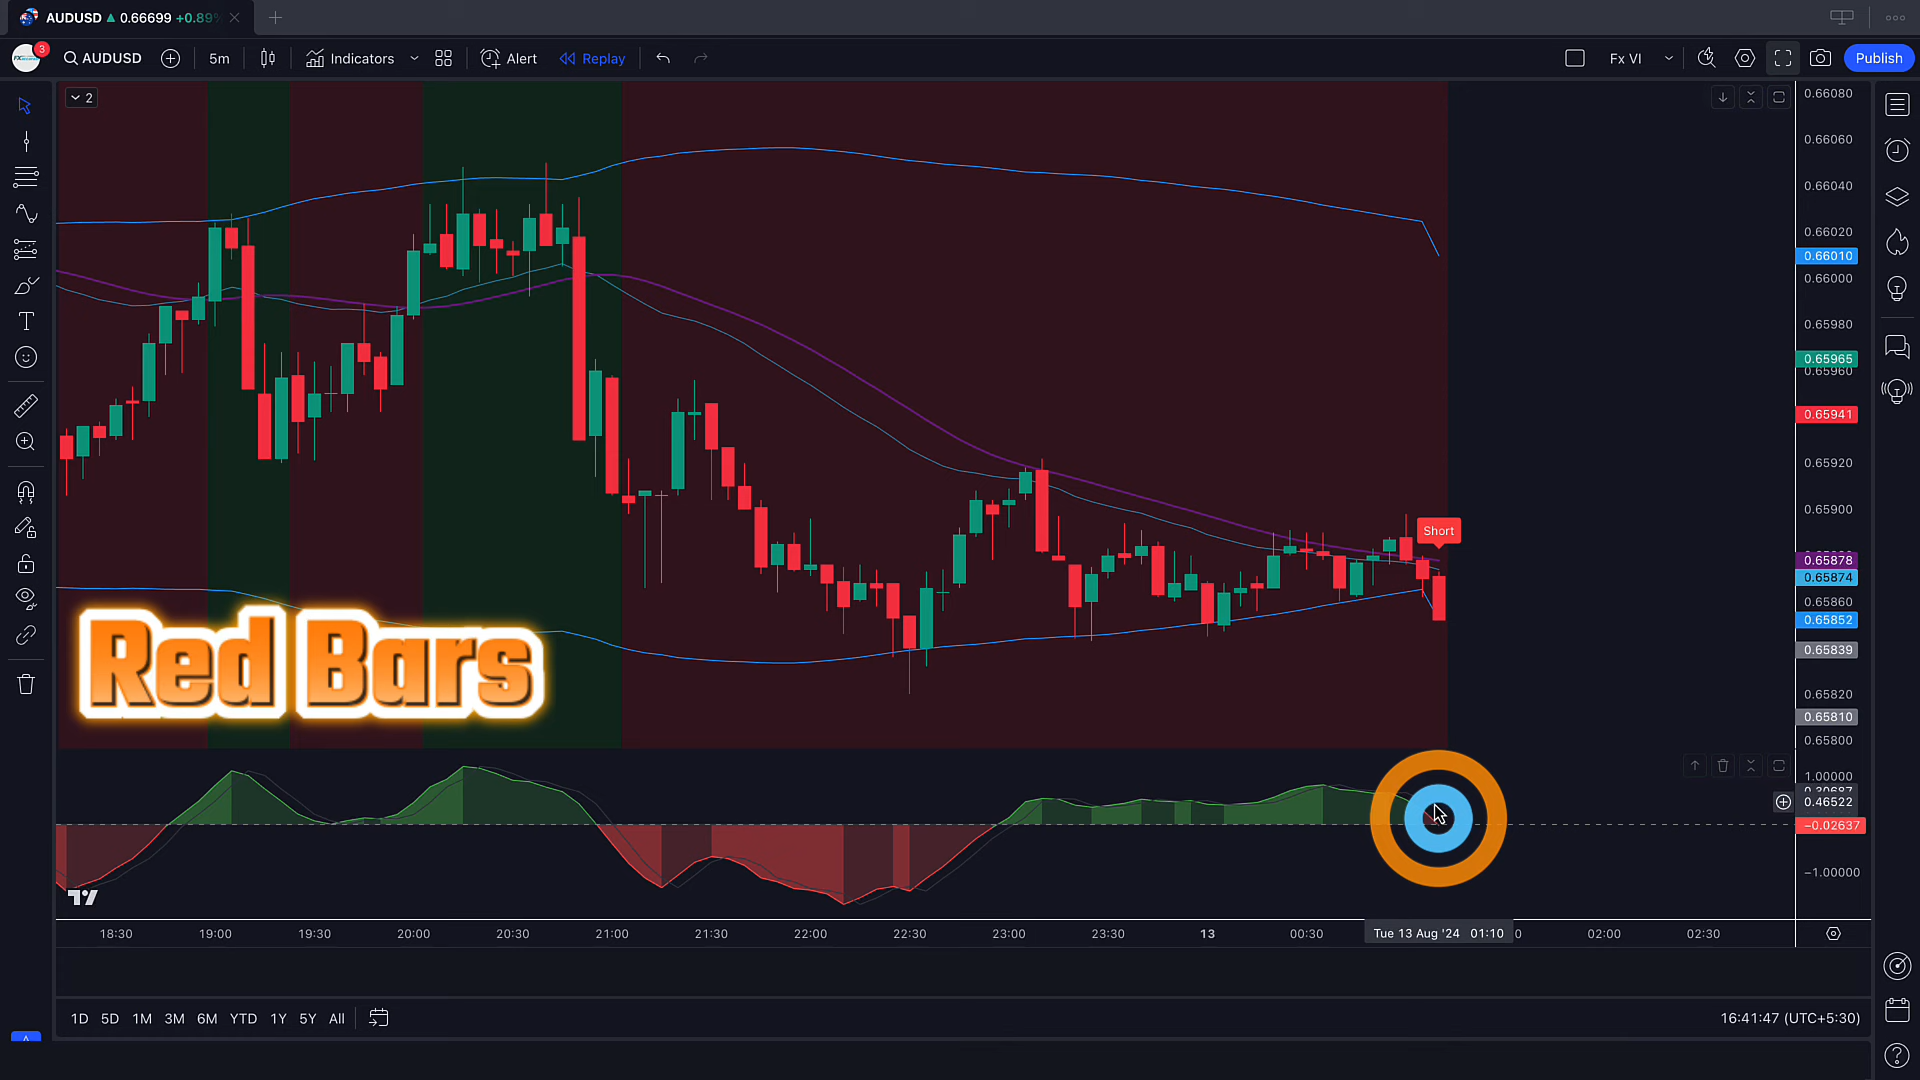 AUDUSD ▲ 0.66699 +0.89%
3
AUDUSD
5m
Indicators
Alert
Replay
Fx VI
Publish
2
0.66080
0.66060
0.66040
0.66020
0.66010
0.66000
0.65980
0.65965
0.65960
0.65941
0.65920
0.65900
Short
0.65878
0.65874
0.65860
0.65852
0.65839
0.65820
0.65810
0.65800
Red Bars
1.00000
0.46522
−0.02637
−1.00000
18:30 19:00 19:30 20:00 20:30 21:00 21:30 22:00 22:30 23:00 23:30 13 00:30 Tue 13 Aug '24 01:10 02:00 02:30
1D 5D 1M 3M 6M YTD 1Y 5Y All
16:41:47 (UTC+5:30)